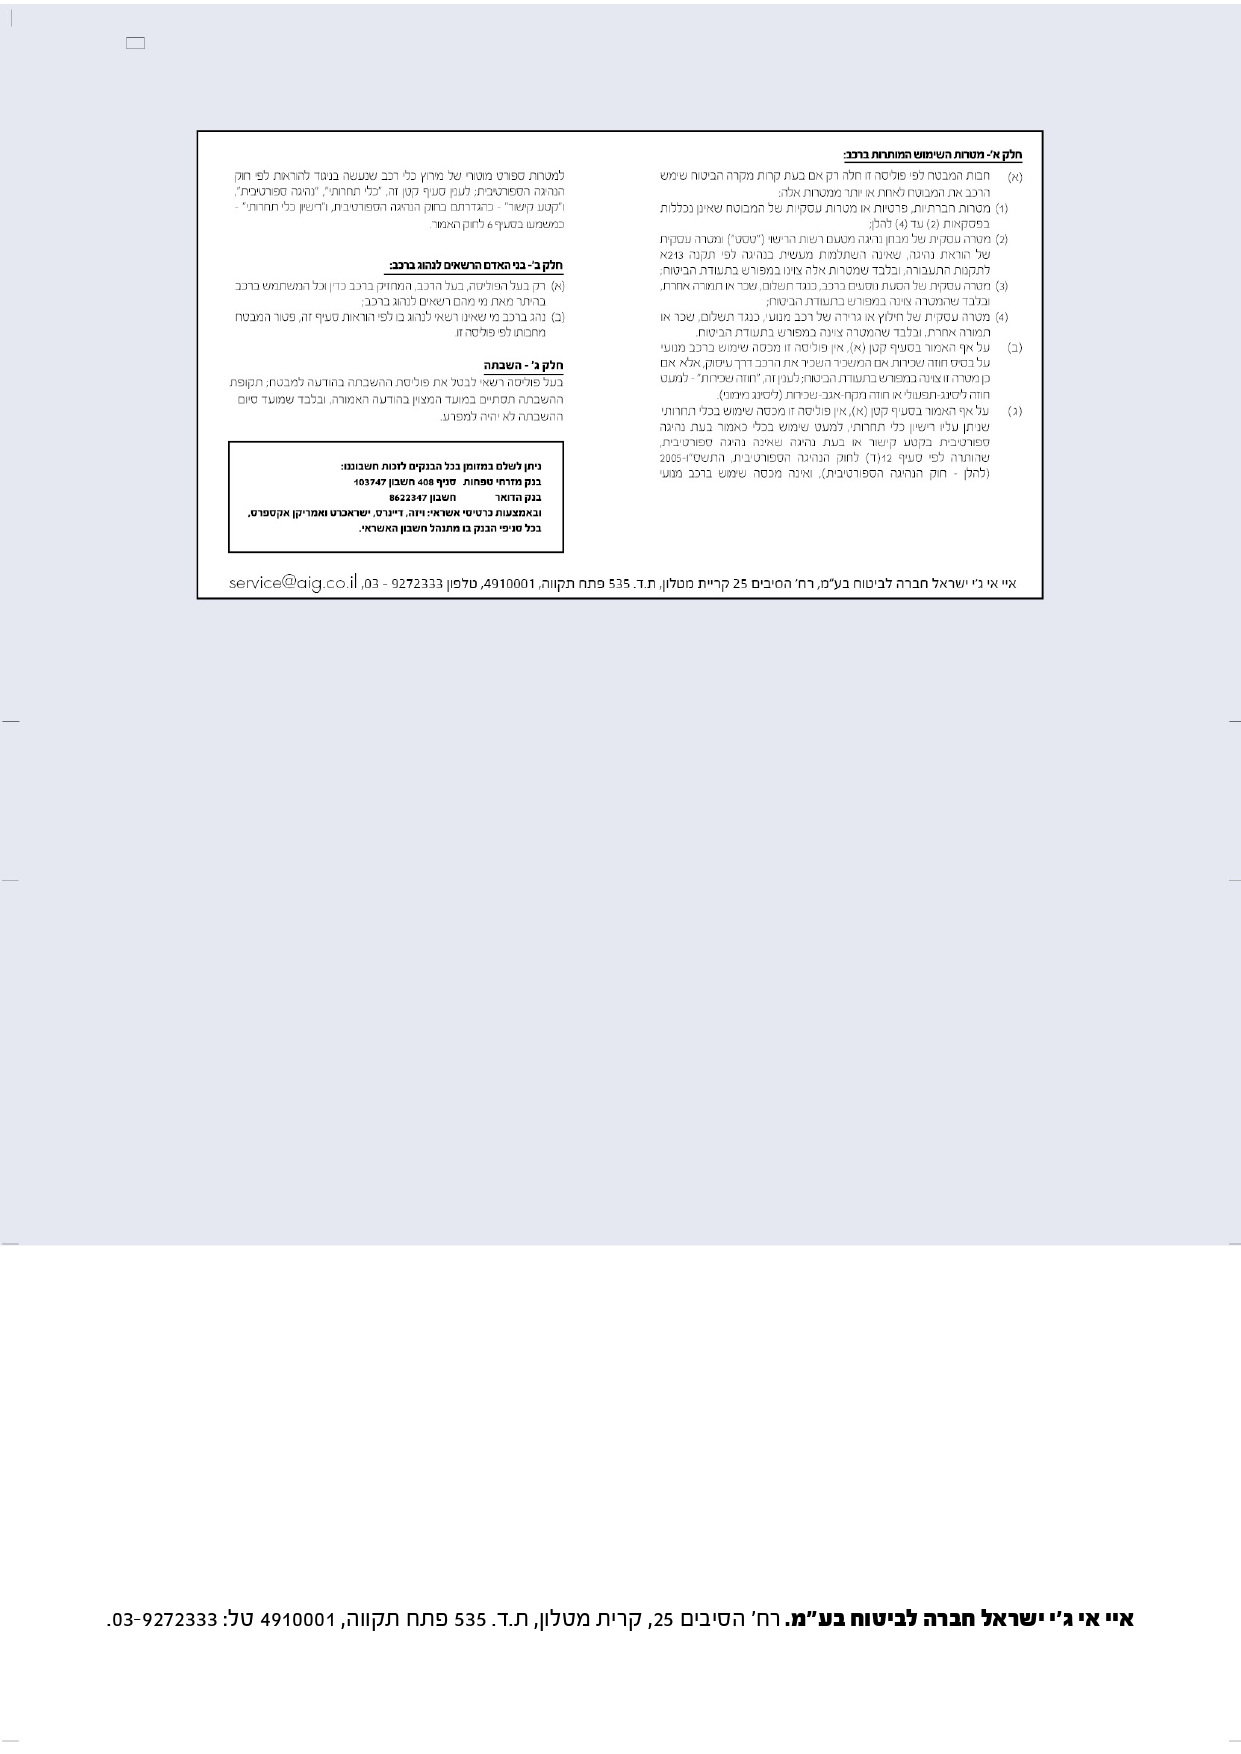 חלק א'- מטרות השימוש המותרות ברכב:
(א) חבות המבטח לפי פוליסה זו חלה רק אם בעת קרות מקרה הביטוח שימש
הרכב את המבוטח לאחת או יותר ממטרות אלה:
(1) מטרות חברתיות, פרטיות או מטרות עסקיות של המבוטח שאינן נכללות
בפסקאות (2) עד (4) להלן;
(2) מטרה עסקית של מבחן נהיגה מטעם רשות הרישוי ("טסט") ומטרה עסקית
של הוראת נהיגה, שאינה השתלמות מעשית בנהיגה לפי תקנה 213א
לתקנות התעבורה, ובלבד שמטרות אלה צוינו במפורש בתעודת הביטוח;
(3) מטרה עסקית של הסעת נוסעים ברכב, כנגד תשלום, שכר או תמורה אחרת,
ובלבד שהמטרה צוינה במפורש בתעודת הביטוח;
(4) מטרה עסקית של חילוץ או גרירה של רכב מנועי, כנגד תשלום, שכר או
תמורה אחרת, ובלבד שהמטרה צוינה במפורש בתעודת הביטוח.
(ב) על אף האמור בסעיף קטן (א), אין פוליסה זו מכסה שימוש ברכב מנועי
על בסיס חוזה שכירות אם המשכיר השכיר את הרכב דרך עיסוק, אלא אם
כן מטרה זו צוינה במפורש בתעודת הביטוח; לענין זה, "חוזה שכירות" - למעט
חוזה ליסינג-תפעולי או חוזה מקח-אגב-שכירות (ליסינג מימוני).
(ג) על אף האמור בסעיף קטן (א), אין פוליסה זו מכסה שימוש בכלי תחרותי
שניתן עליו רישיון כלי תחרותי, למעט שימוש בכלי כאמור בעת נהיגה
ספורטיבית בקטע קישור או בעת נהיגה שאינה נהיגה ספורטיבית,
שהותרה לפי סעיף 12(ד) לחוק הנהיגה הספורטיבית, התשס"ו-2005
(להלן - חוק הנהיגה הספורטיבית), ואינה מכסה שימוש ברכב מנועי
למטרות ספורט מוטורי של מירוץ כלי רכב שנעשה בניגוד להוראות לפי חוק
הנהיגה הספורטיבית; לענין סעיף קטן זה, "כלי תחרותי", "נהיגה ספורטיבית",
ו"קטע קישור" - כהגדרתם בחוק הנהיגה הספורטיבית, ו"רישיון כלי תחרותי" -
כמשמעו בסעיף 6 לחוק האמור.
חלק ב'- בני האדם הרשאים לנהוג ברכב:
(א) רק בעל הפוליסה, בעל הרכב, המחזיק ברכב כדין וכל המשתמש ברכב
בהיתר מאת מי מהם רשאים לנהוג ברכב;
(ב) נהג ברכב מי שאינו רשאי לנהוג בו לפי הוראות סעיף זה, פטור המבטח
מחבותו לפי פוליסה זו.
חלק ג' - השבתה
בעל פוליסה רשאי לבטל את פוליסת ההשבתה בהודעה למבטח; תקופת
ההשבתה תסתיים במועד המצוין בהודעה האמורה, ובלבד שמועד סיום
ההשבתה לא יהיה למפרע.
ניתן לשלם במזומן בכל הבנקים לזכות חשבוננו:
בנק מזרחי טפחות סניף 408 חשבון 103747
בנק הדואר חשבון 8622347
ובאמצעות כרטיסי אשראי: ויזה, דיינרס, ישראכרט ואמריקן אקספרס,
בכל סניפי הבנק בו מתנהל חשבון האשראי.
איי אי ג'י ישראל חברה לביטוח בע"מ, רח' הסיבים 25 קריית מטלון, ת.ד. 535 פתח תקווה, 4910001, טלפון 9272333 - 03, service@aig.co.il
איי אי ג'י ישראל חברה לביטוח בע"מ. רח' הסיבים 25, קרית מטלון, ת.ד. 535 פתח תקווה, 4910001 טל: 03-9272333.